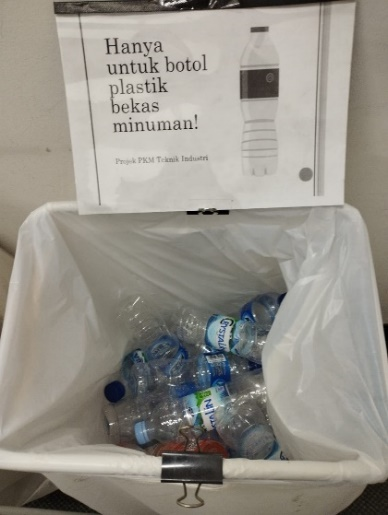 Hanya
untuk botol
plastik
bekas
minuman!
Projek PKM Teknik Industri